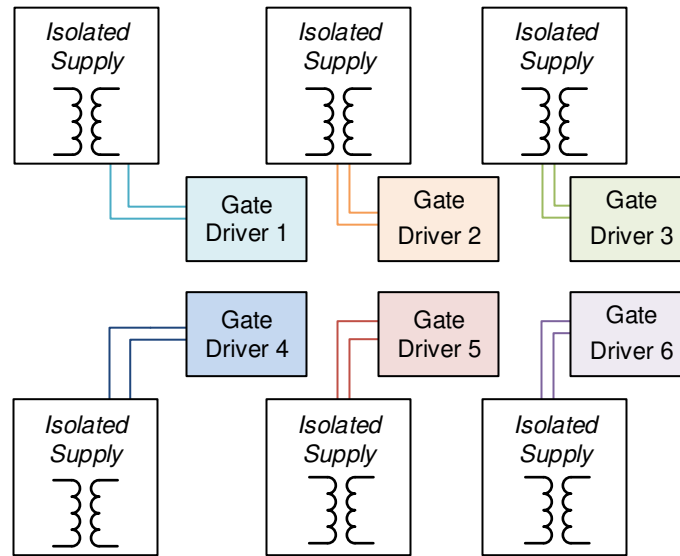 Isolated
Supply
Isolated
Supply
Isolated
Supply
Gate
Driver 1
Gate
Driver 2
Gate
Driver 3
Gate
Driver 4
Gate
Driver 5
Gate
Driver 6
Isolated
Supply
Isolated
Supply
Isolated
Supply